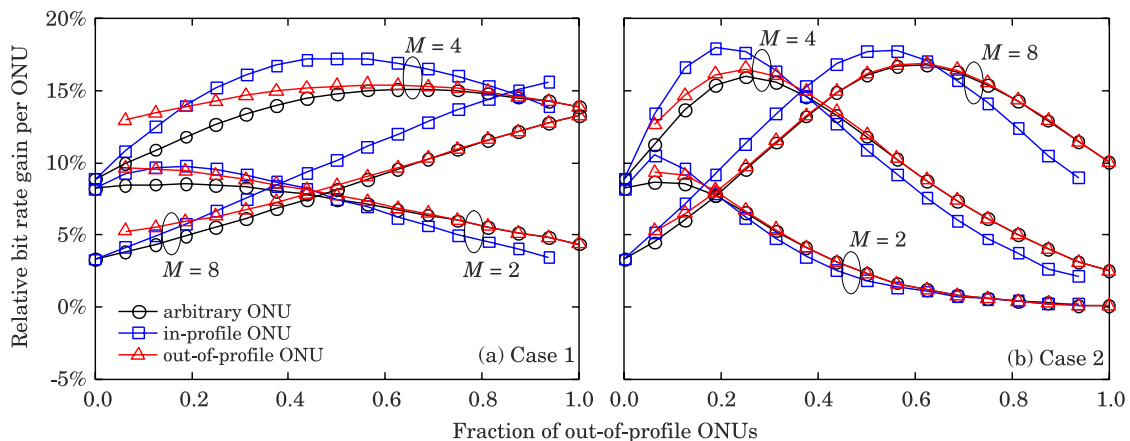 Relative bit rate gain per ONU
20%
15%
10%
5%
0%
-5%
M = 4
M = 8
M = 2
arbitrary ONU
in-profile ONU
out-of-profile ONU
(a) Case 1
0.0 0.2 0.4 0.6 0.8 1.0
M = 4
M = 8
M = 2
(b) Case 2
0.0 0.2 0.4 0.6 0.8 1.0
Fraction of out-of-profile ONUs